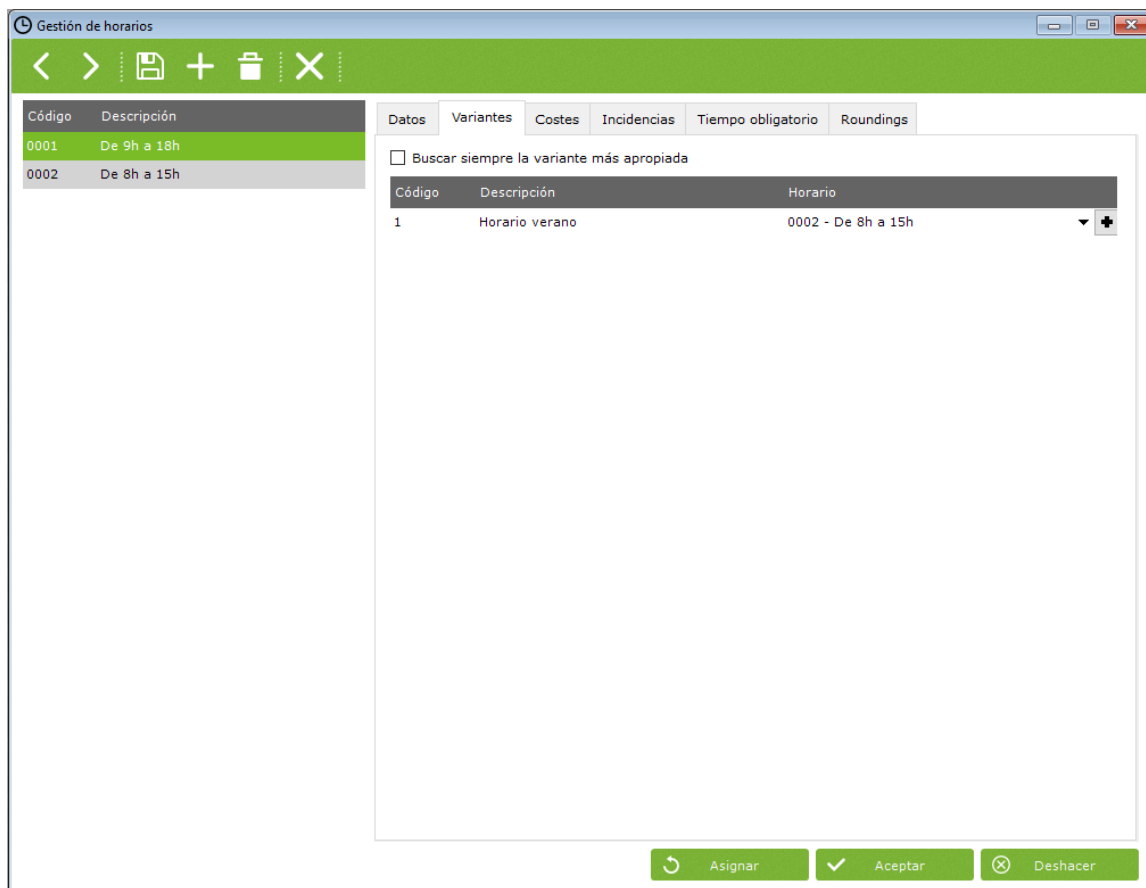 Gestión de horarios
Código Descripción
0001 De 9h a 18h
0002 De 8h a 15h
Datos Variantes Costes Incidencias Tiempo obligatorio Roundings
Buscar siempre la variante más apropiada
Código Descripción Horario
1 Horario verano 0002 - De 8h a 15h
Asignar Aceptar Deshacer